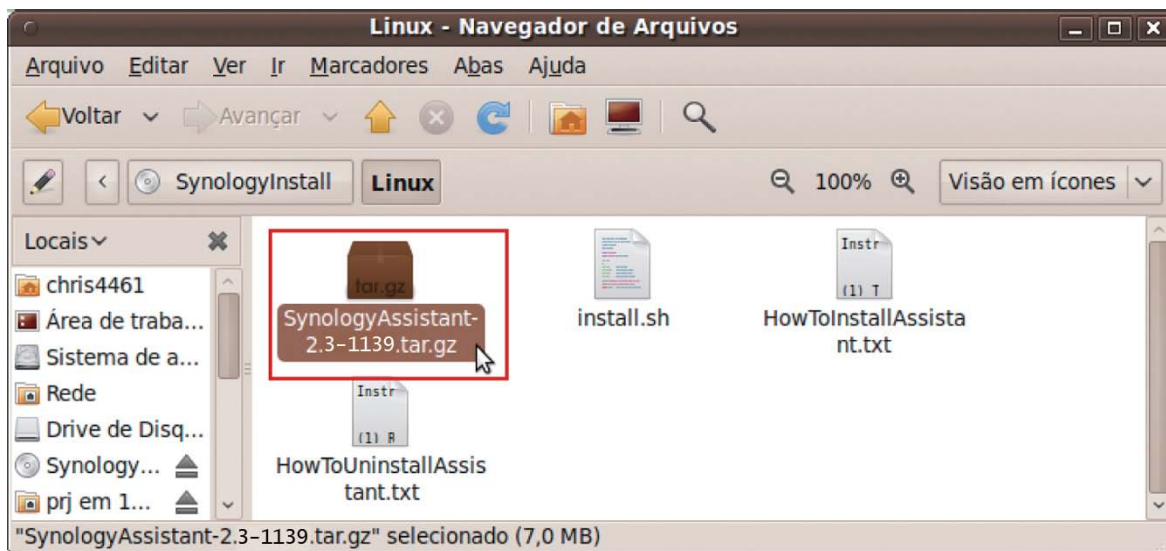 Linux - Navegador de Arquivos
Arquivo Editar Ver Ir Marcadores Abas Ajuda
Voltar Avançar
SynologyInstall Linux 100% Visão em ícones
Locais
chris4461
Área de traba...
Sistema de a...
Rede
Drive de Disq...
Synology...
prj em 1...
tar.gz
SynologyAssistant-
2.3-1139.tar.gz
install.sh
Instr
(1) T
HowToInstallAssista
nt.txt
Instr
(1) R
HowToUninstallAssis
tant.txt
"SynologyAssistant-2.3-1139.tar.gz" selecionado (7,0 MB)